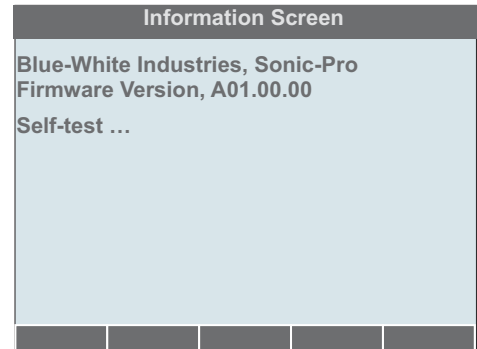 Information Screen
Blue-White Industries, Sonic-Pro
Firmware Version, A01.00.00
Self-test …